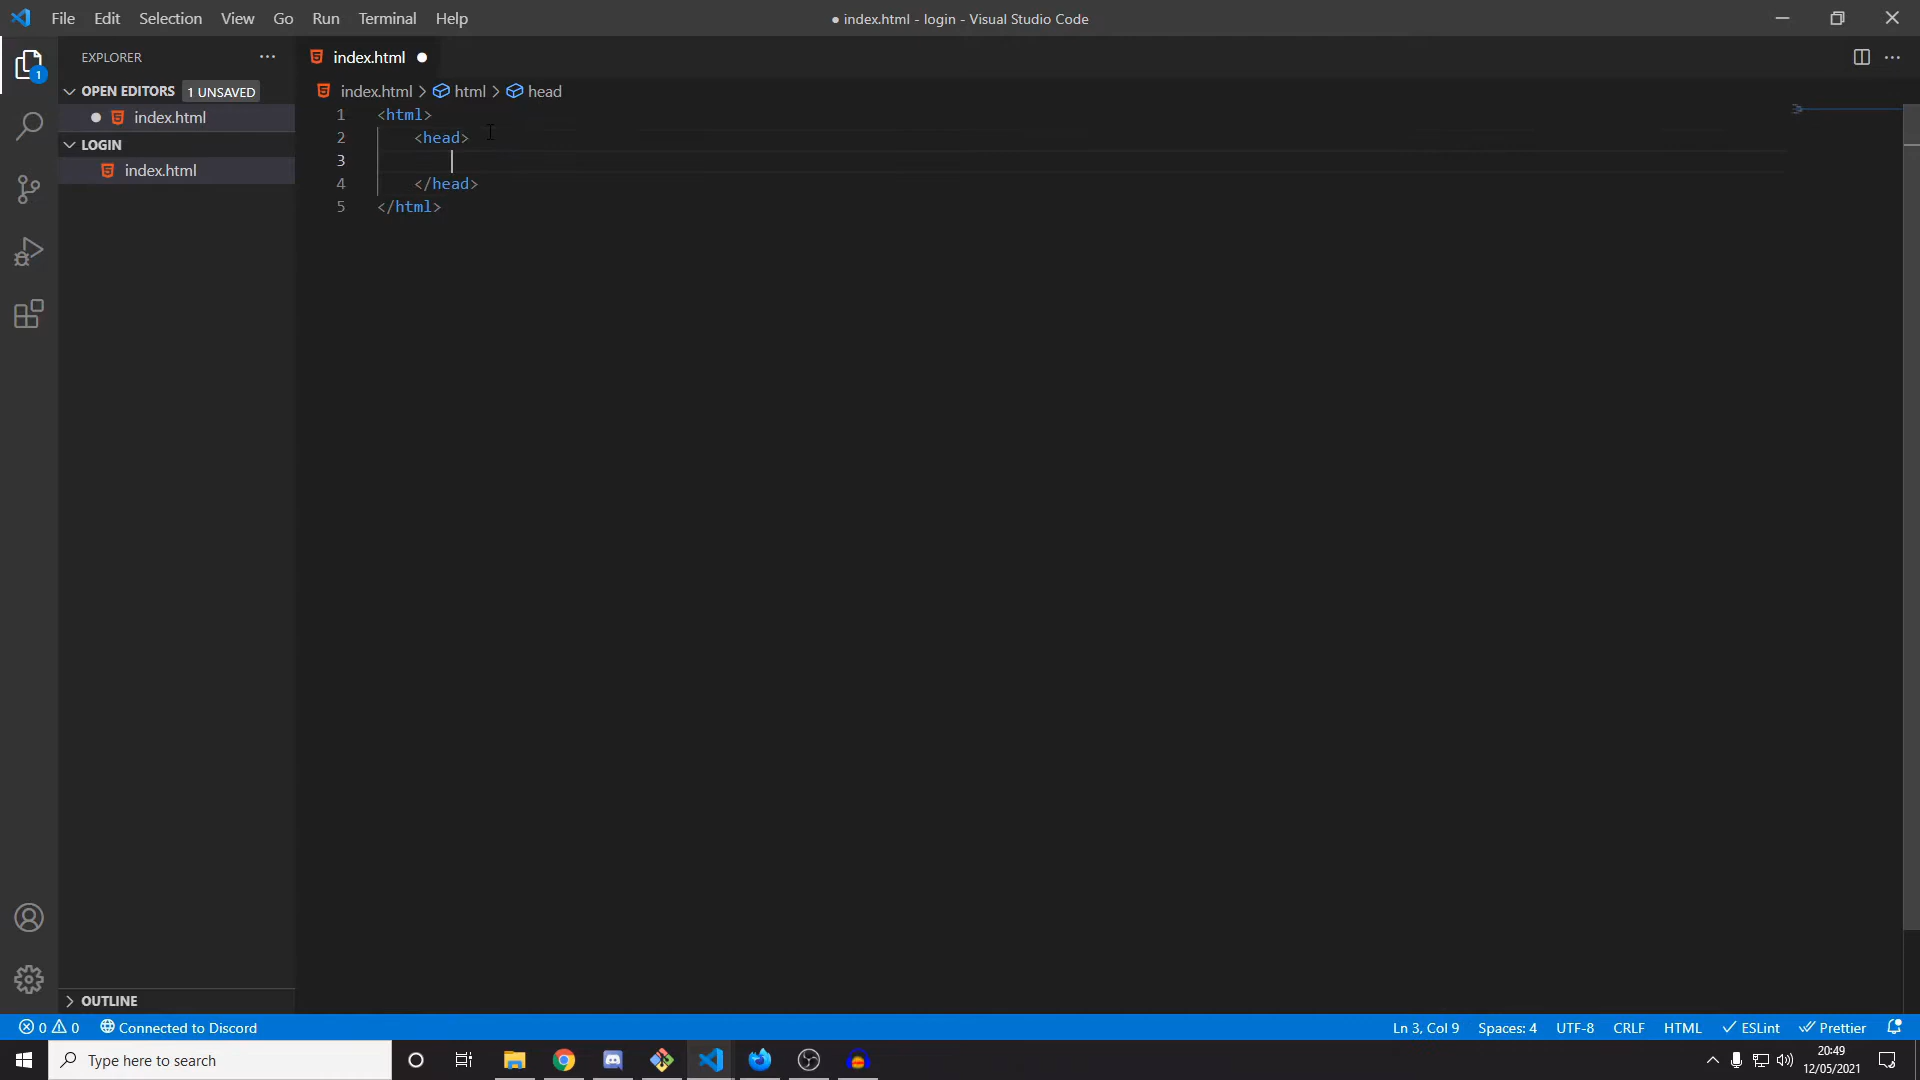 File Edit Selection View Go Run Terminal Help
● index.html - login - Visual Studio Code
EXPLORER
index.html
OPEN EDITORS 1 UNSAVED
index.html
LOGIN
index.html
index.html > html > head
1 <html>
2 <head>
3
4 </head>
5 </html>
1
OUTLINE
0 0 Connected to Discord
Ln 3, Col 9 Spaces: 4 UTF-8 CRLF HTML ESLint Prettier
Type here to search
20:49
12/05/2021